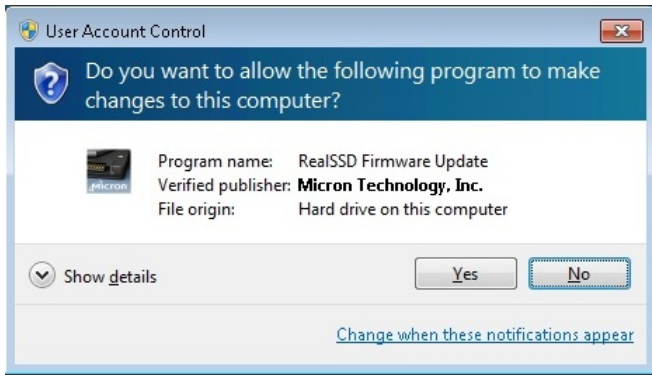 User Account Control
Do you want to allow the following program to make
changes to this computer?
Micron
Program name: RealSSD Firmware Update
Verified publisher: Micron Technology, Inc.
File origin: Hard drive on this computer
Show details
Yes No
Change when these notifications appear